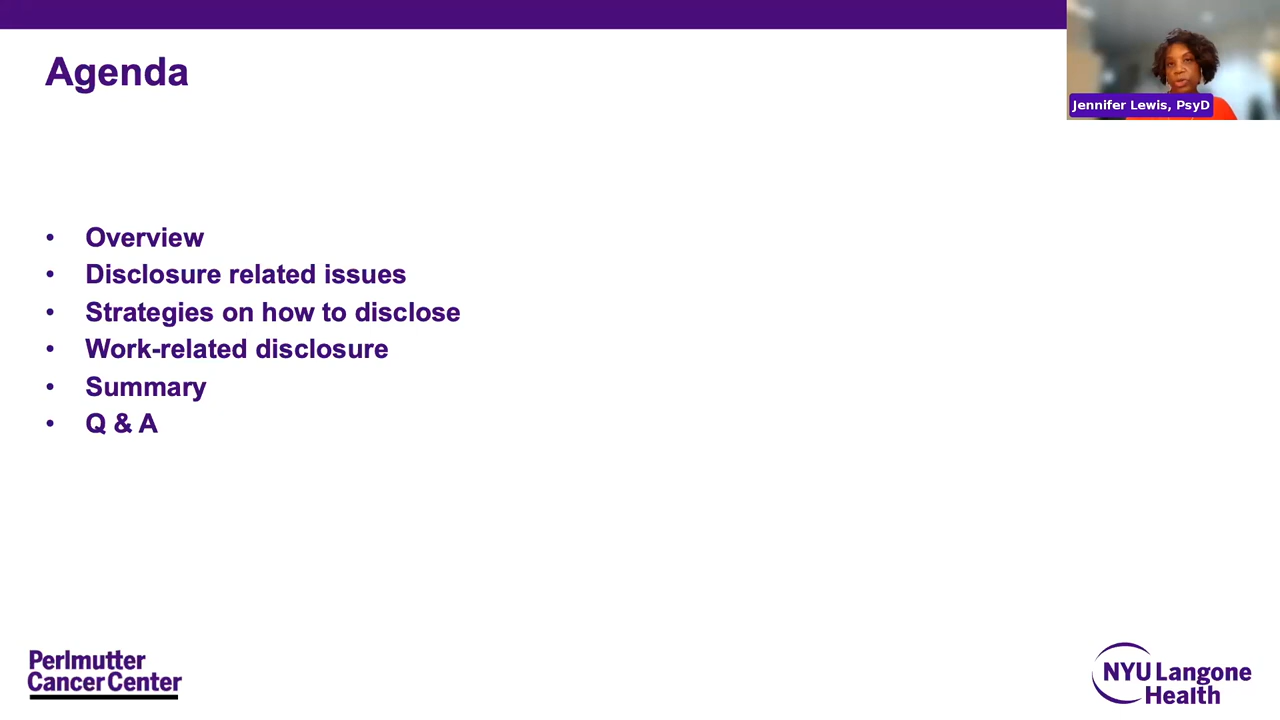 Agenda
Jennifer Lewis, PsyD
• Overview
• Disclosure related issues
• Strategies on how to disclose
• Work-related disclosure
• Summary
• Q & A
Perlmutter
Cancer Center
NYU Langone
Health